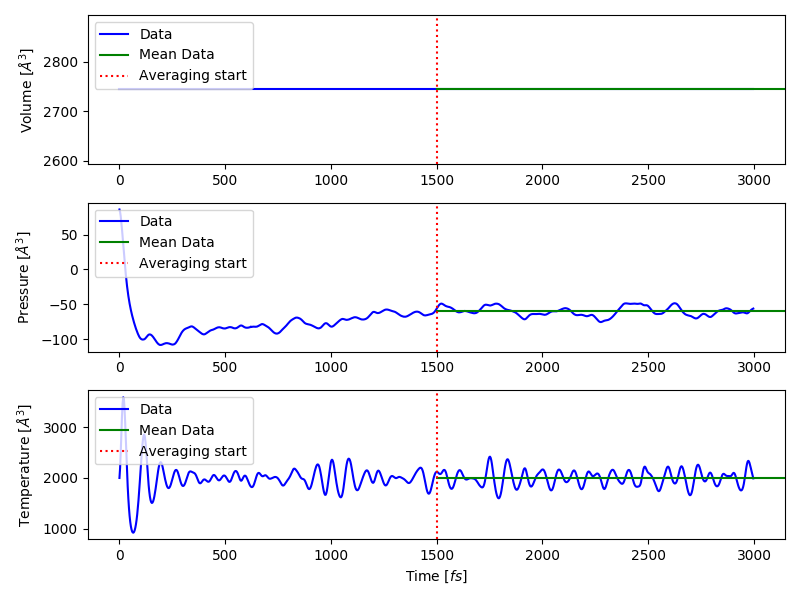 Volume [Å³]
2800
2700
2600
Data
Mean Data
Averaging start
0 500 1000 1500 2000 2500 3000
Pressure [Å³]
50
0
−50
−100
Data
Mean Data
Averaging start
0 500 1000 1500 2000 2500 3000
Temperature [Å³]
3000
2000
1000
Data
Mean Data
Averaging start
0 500 1000 1500 2000 2500 3000
Time [fs]